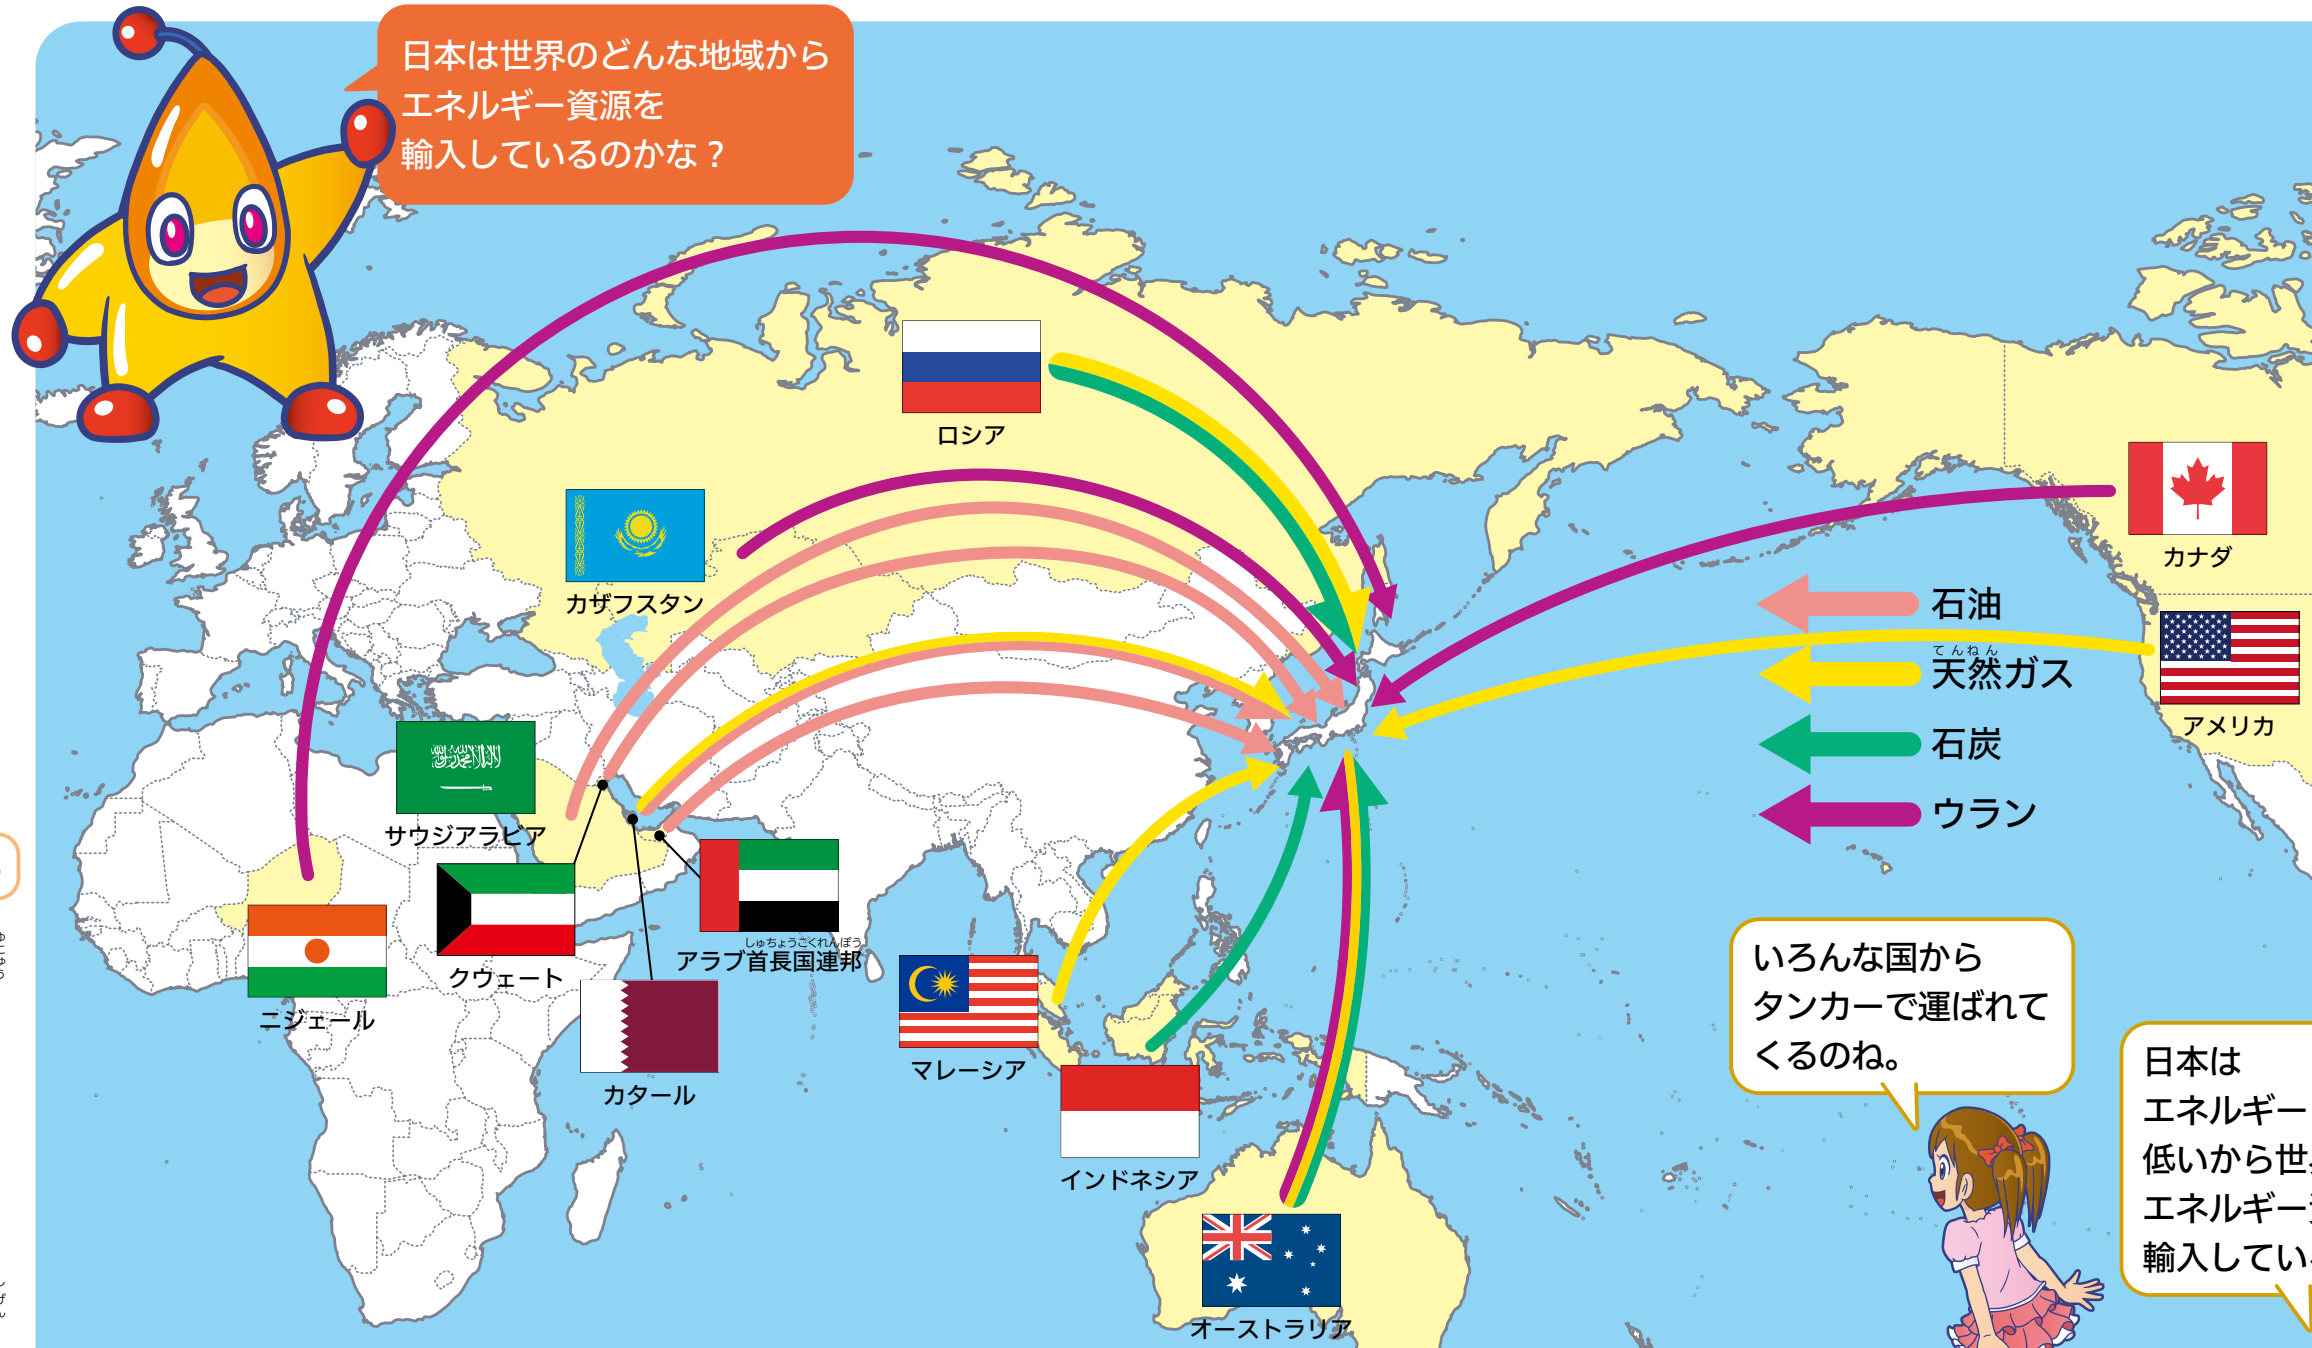 日本は世界のどんな地域から
エネルギー資源を
輸入しているのかな？
ロシア
カザフスタン
カナダ
石油
てんねん
天然ガス
石炭
ウラン
アメリカ
サウジアラビア
クウェート
しゅちょうこくれんぽう
アラブ首長国連邦
ニジェール
カタール
マレーシア
インドネシア
オーストラリア
いろんな国から
タンカーで運ばれて
くるのね。
日本は
エネルギー
低いから世
エネルギー
輸入してい